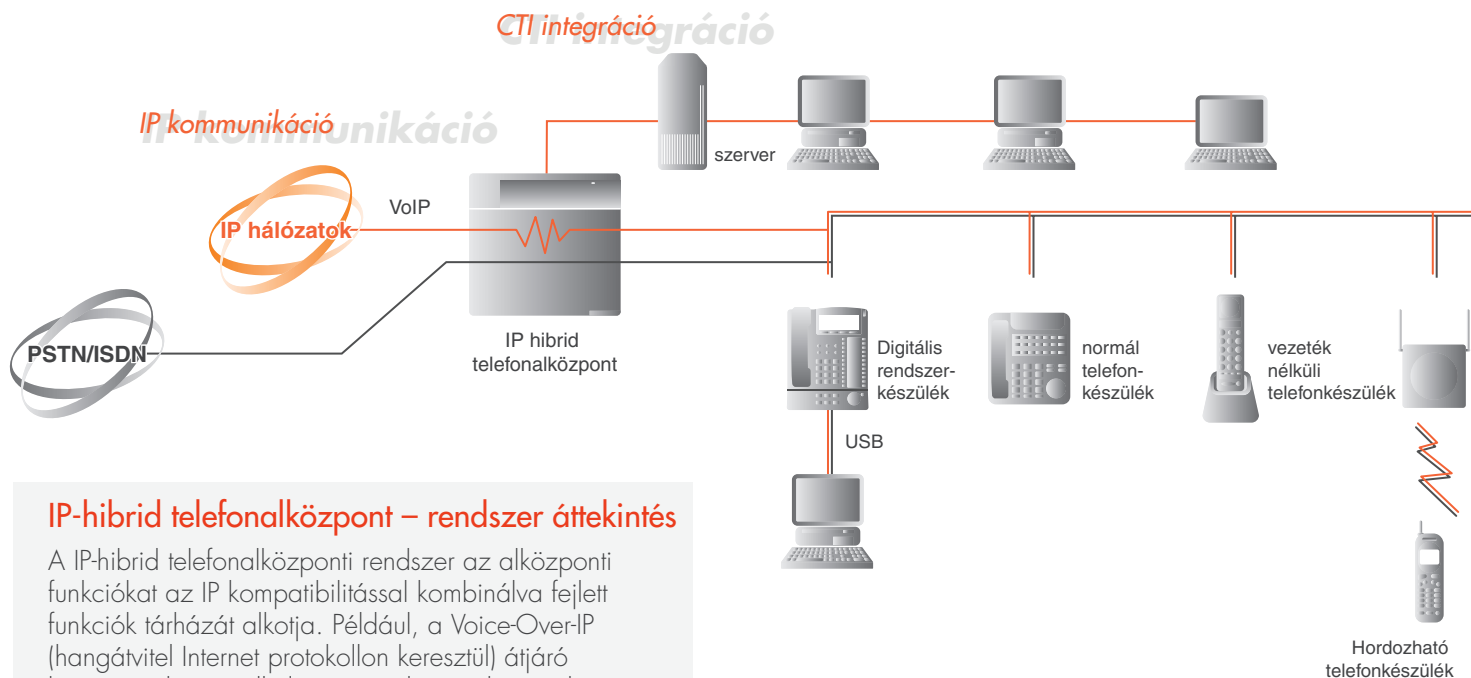 CTI integráció
IP kommunikáció
szerver
VoIP
IP hálózatok
PSTN/ISDN
IP hibrid
telefonalközpont
Digitális
rendszer-
készülék
normál
telefon-
készülék
vezeték
nélküli
telefonkészülék
USB
Hordozható
telefonkészülék
IP-hibrid telefonalközpont – rendszer áttekintés
A IP-hibrid telefonalközponti rendszer az alközponti
funkciókat az IP kompatibilitással kombinálva fejlett
funkciók tárházát alkotja. Például, a Voice-Over-IP
(hangátvitel Internet protokollon keresztül) átjáró